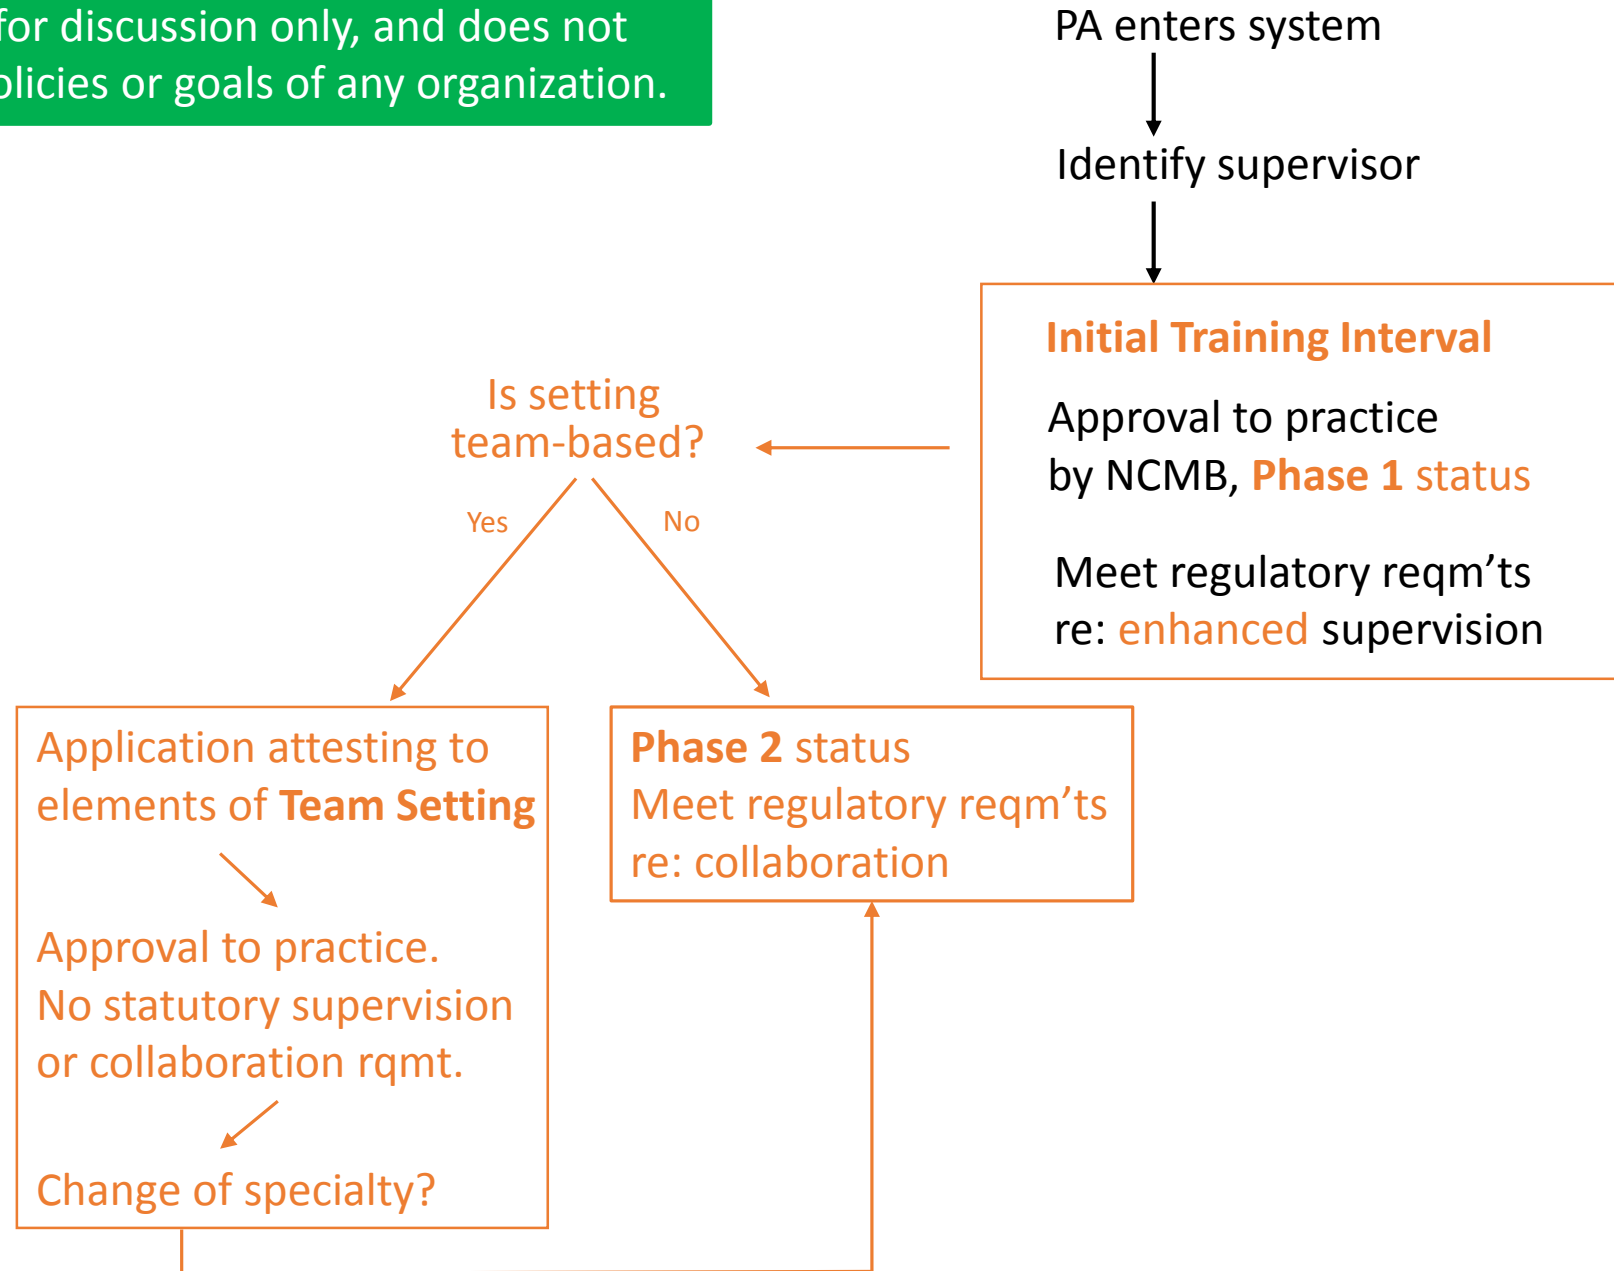 for discussion only, and does not
olicies or goals of any organization.
PA enters system
Identify supervisor
Initial Training Interval
Approval to practice
by NCMB, Phase 1 status
Meet regulatory reqm’ts
re: enhanced supervision
Is setting
team-based?
Yes
No
Application attesting to
elements of Team Setting
Approval to practice.
No statutory supervision
or collaboration rqmt.
Change of specialty?
Phase 2 status
Meet regulatory reqm’ts
re: collaboration